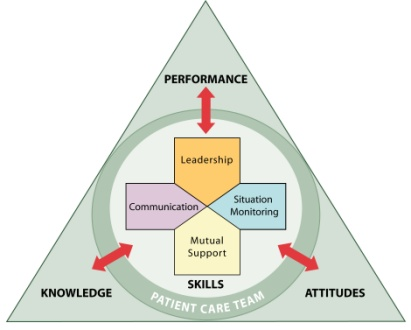 PERFORMANCE
Leadership
Communication
Situation
Monitoring
Mutual
Support
SKILLS
KNOWLEDGE
ATTITUDES
PATIENT CARE TEAM